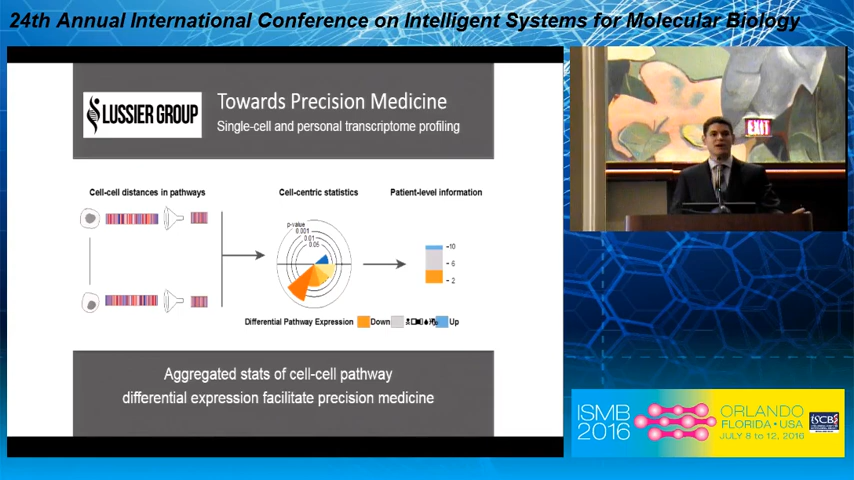 24th Annual International Conference on Intelligent Systems for Molecular Biology
LUSSIER GROUP
Towards Precision Medicine
Single-cell and personal transcriptome profiling
EXIT
Cell-cell distances in pathways
Cell-centric statistics
Patient-level information
p-value
0.001
0.01
0.05
10
6
2
Differential Pathway Expression Down Up
Aggregated stats of cell-cell pathway
differential expression facilitate precision medicine
ISMB
2016
ORLANDO
FLORIDA • USA
JULY 8 to 12, 2016
ISCB